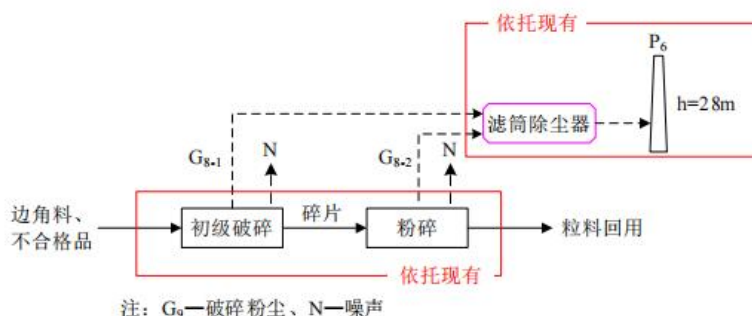 依托现有
P₆
h=28m
滤筒除尘器
G₈₋₁
N
G₈₋₂
N
边角料、
不合格品
初级破碎
碎片
粉碎
粒料回用
依托现有
注：G₉—破碎粉尘、N—噪声